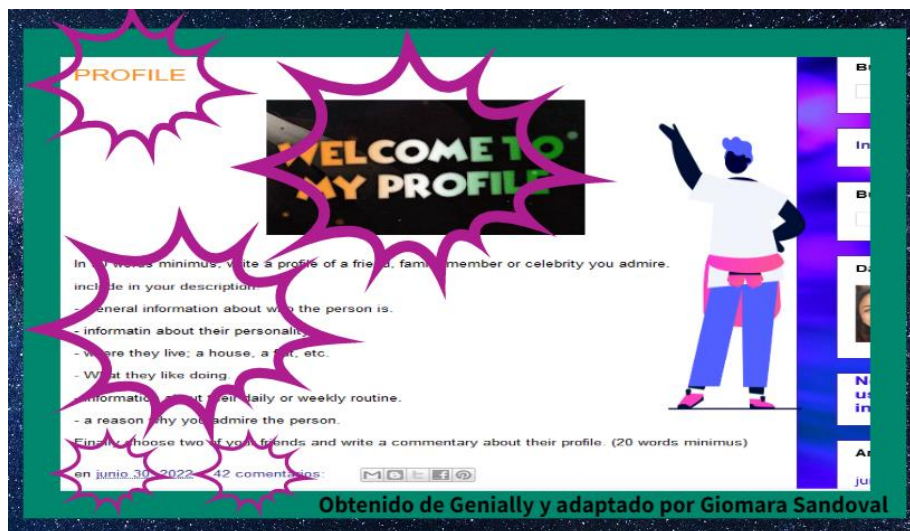 PROFILE
WELCOME TO
MY PROFILE
In words minimus, write a profile of a friend, family member or celebrity you admire.
include in your description
- general information about who the person is.
- informatin about their personality
- where they live; a house, a flat, etc.
- What they like doing.
- information about their daily or weekly routine.
- a reason why you admire the person.
Finally choose two of your friends and write a commentary about their profile. (20 words minimus)
en junio 30, 2022 42 comentarios:
Obtenido de Genially y adaptado por Giomara Sandoval